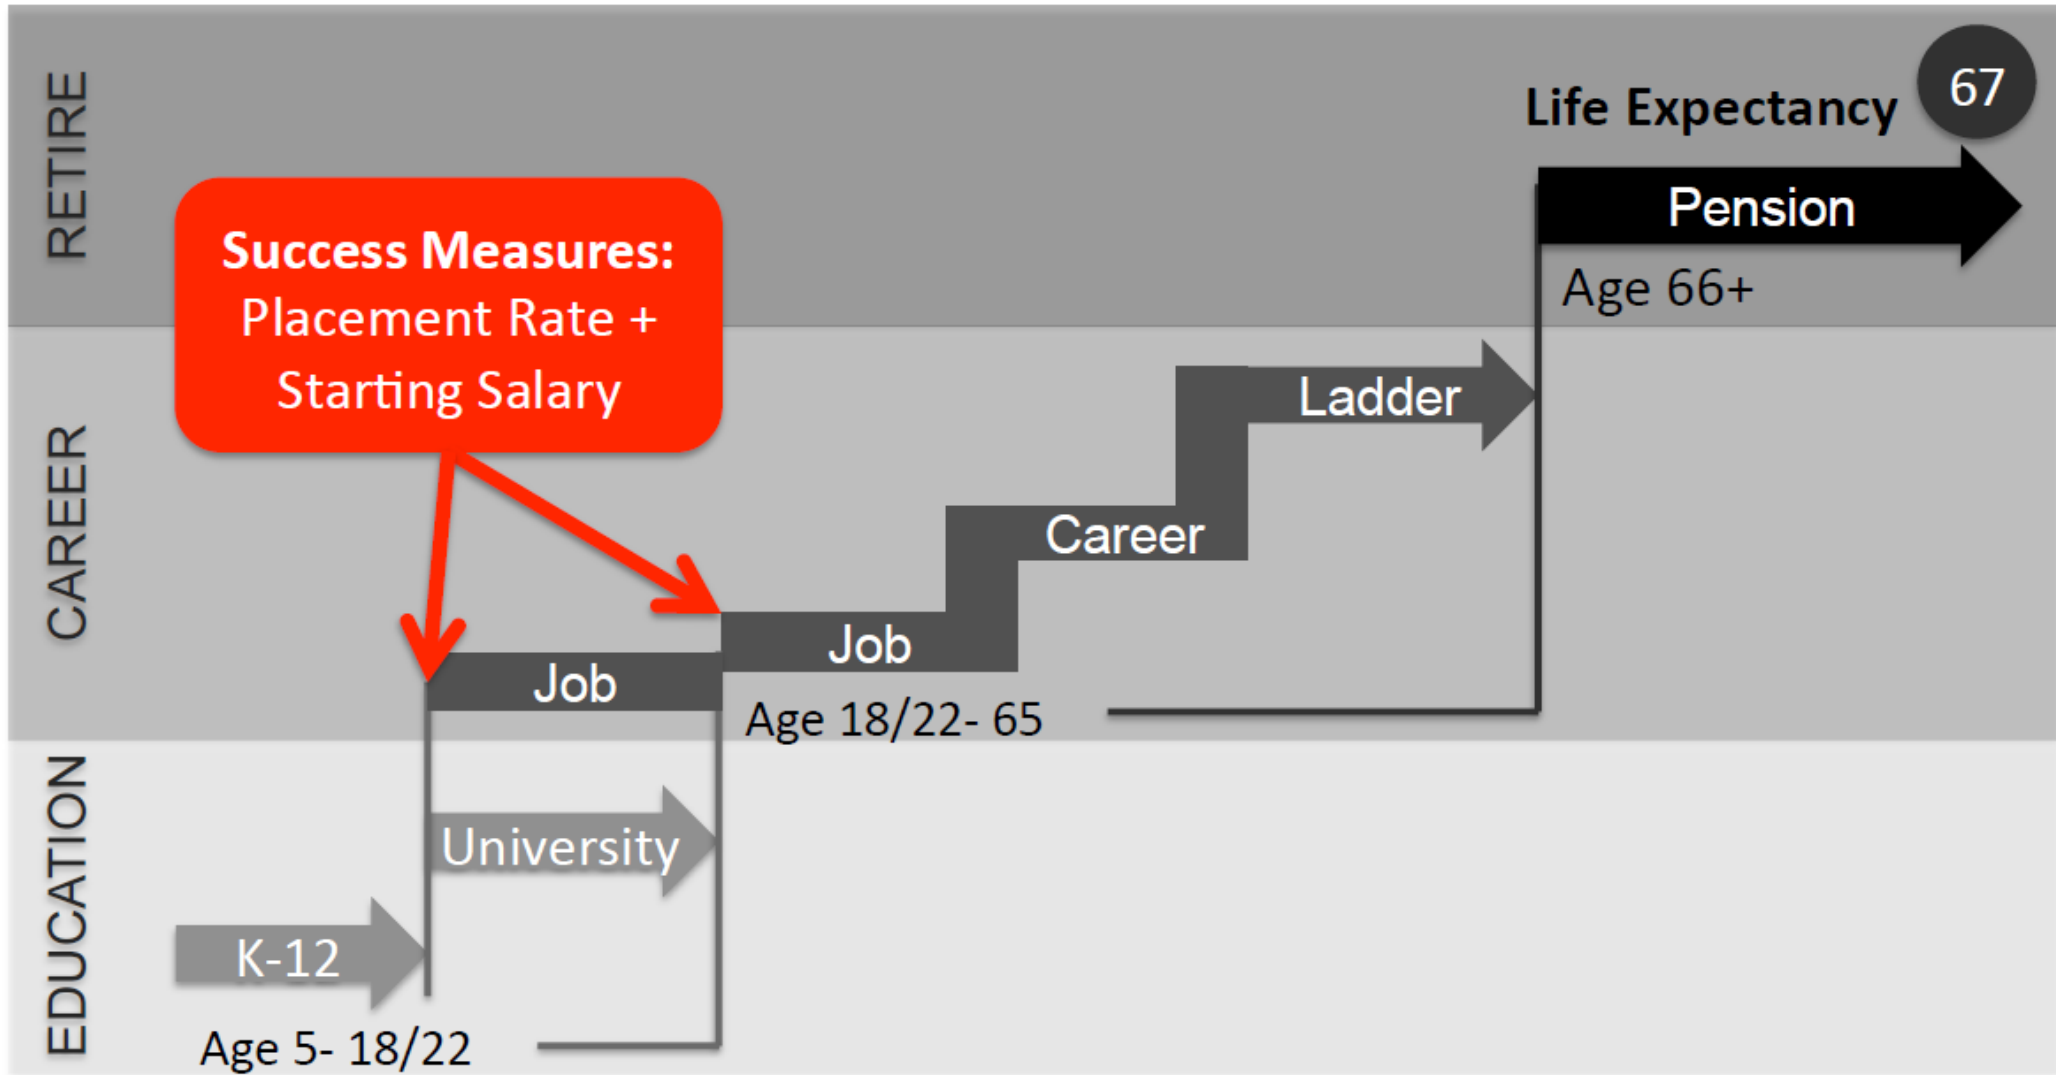 RETIRE
Life Expectancy
67
Pension
Age 66+
Success Measures:
Placement Rate +
Starting Salary
CAREER
Ladder
Career
Job
Job
Age 18/22- 65
EDUCATION
University
K-12
Age 5- 18/22